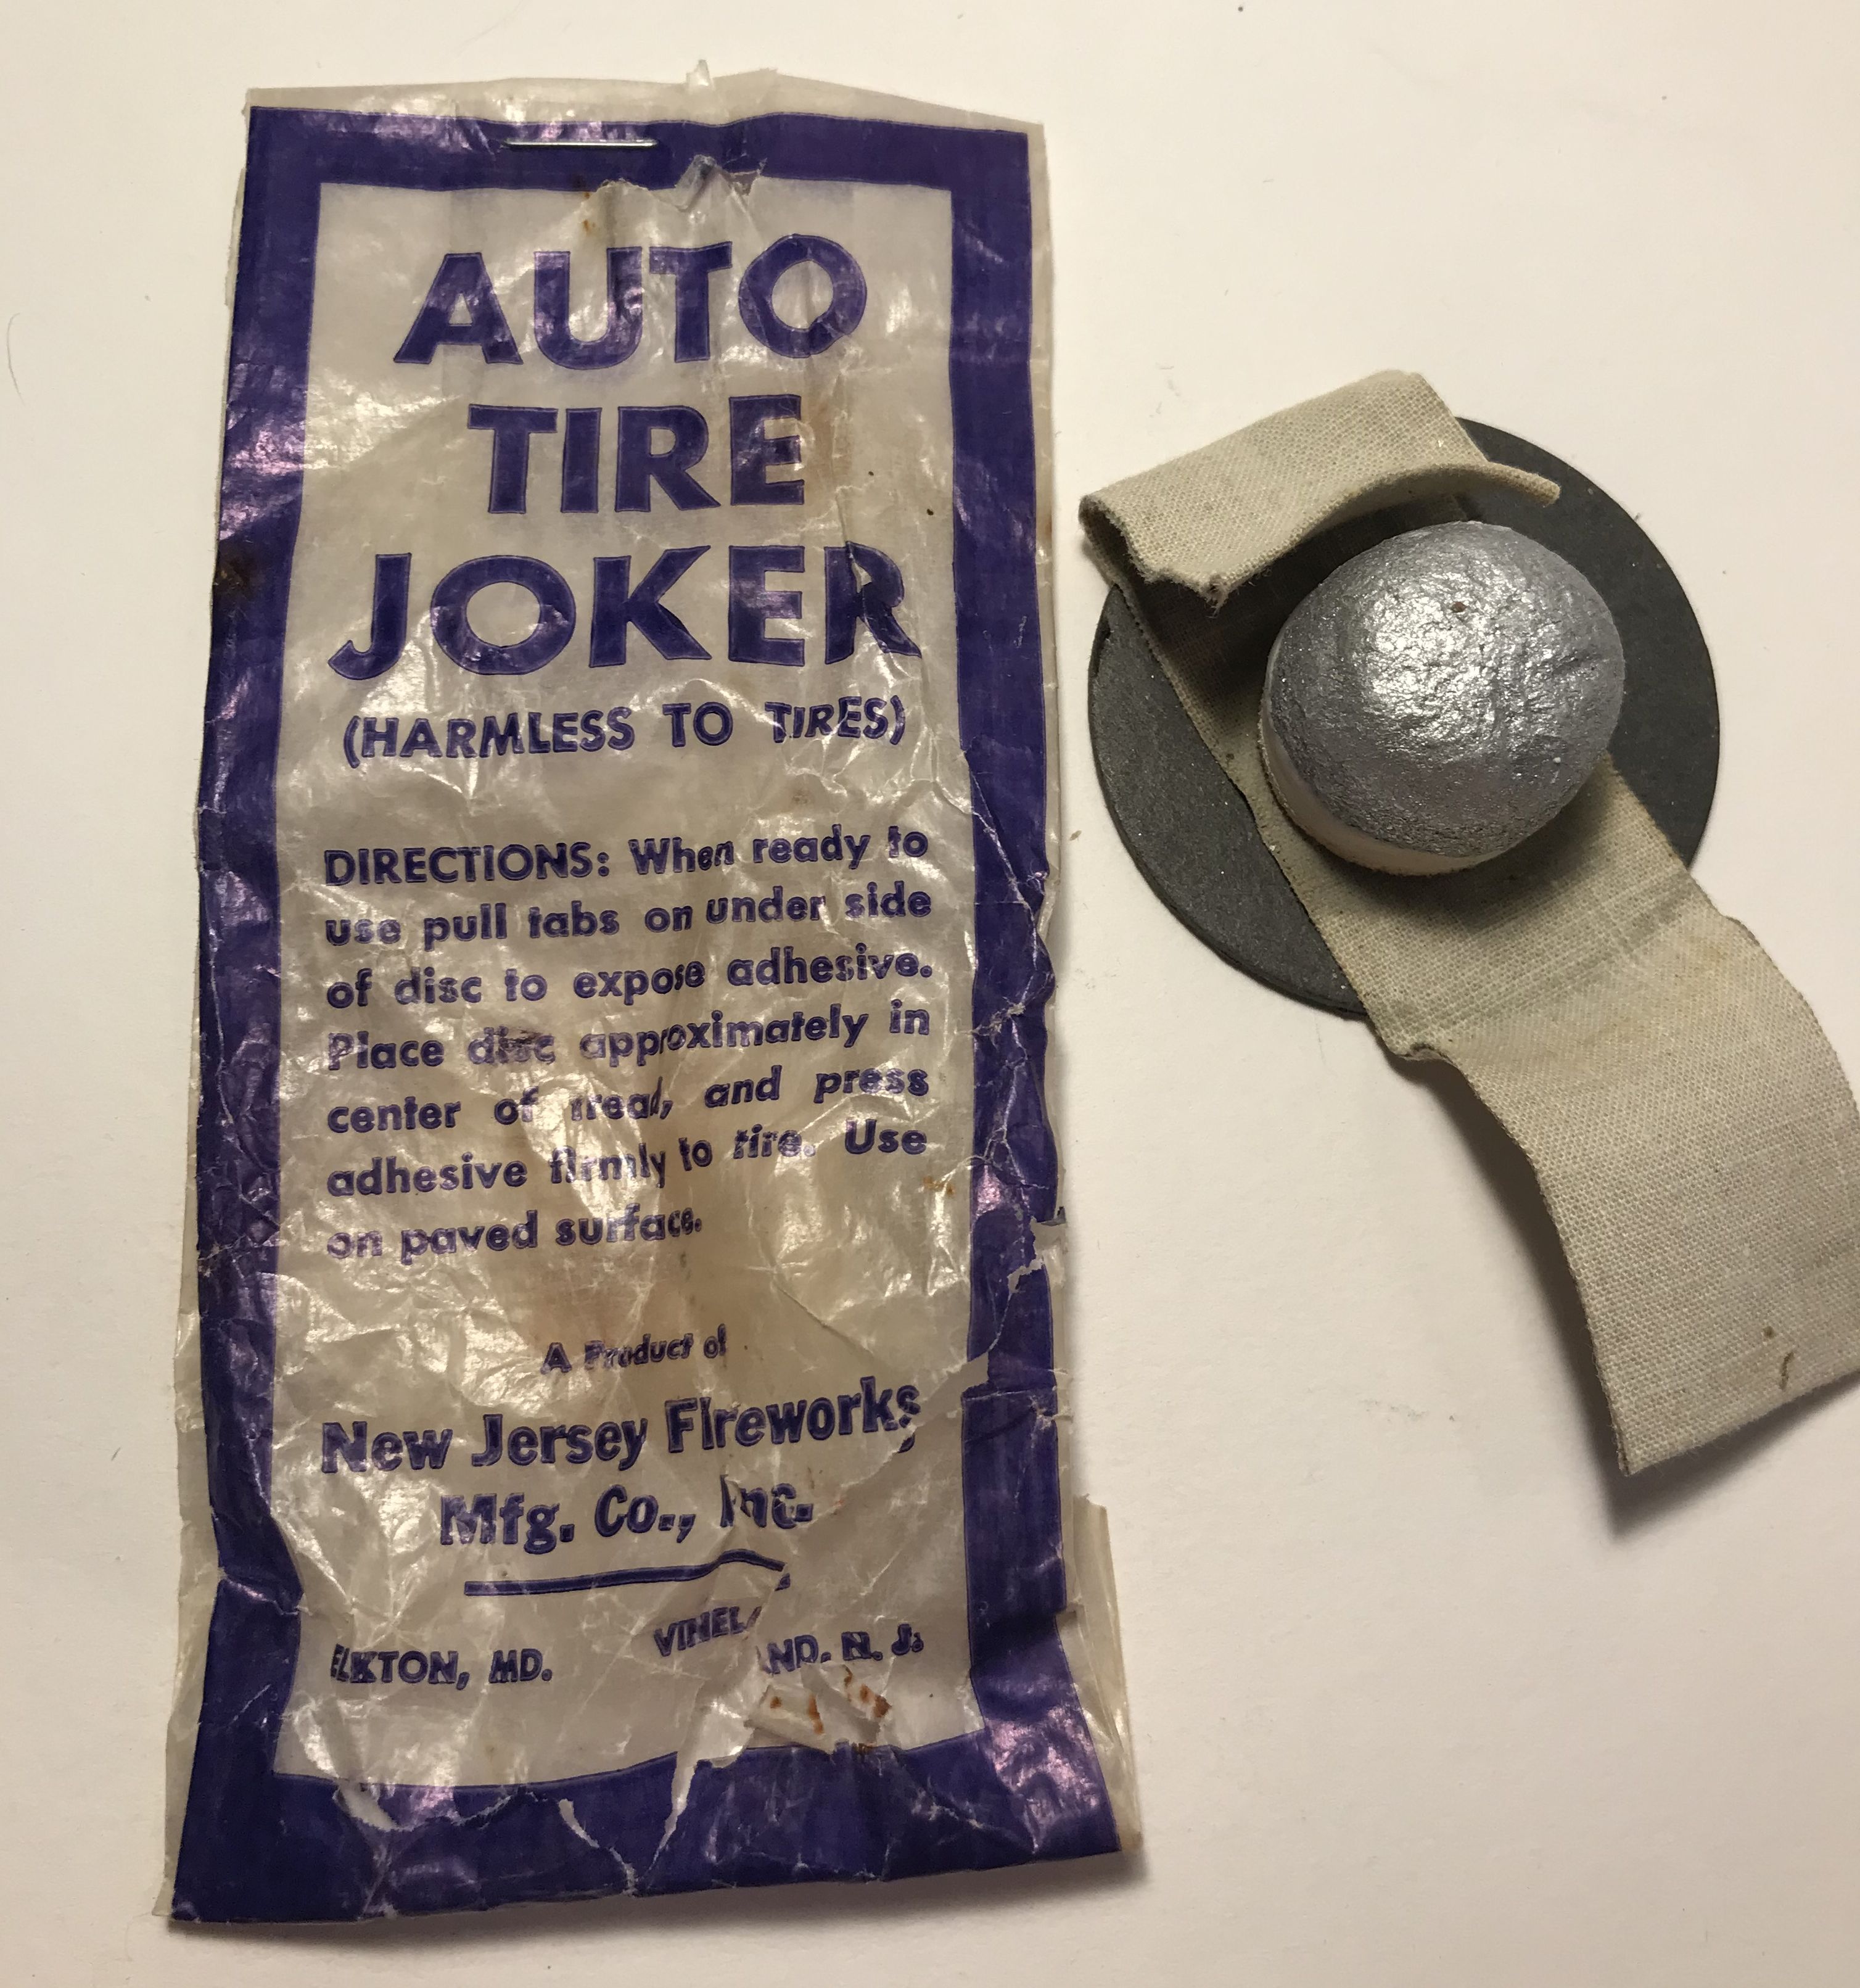 AUTO
TIRE
JOKER
(HARMLESS TO TIRES)
DIRECTIONS: When ready to
use pull tabs on under side
of disc to expose adhesive.
Place disc approximately in
center of tread, and press
adhesive firmly to tire. Use
on paved surface.
A Product of
New Jersey Fireworks
Mfg. Co., Inc.
ELKTON, MD. VINELAND, N. J.